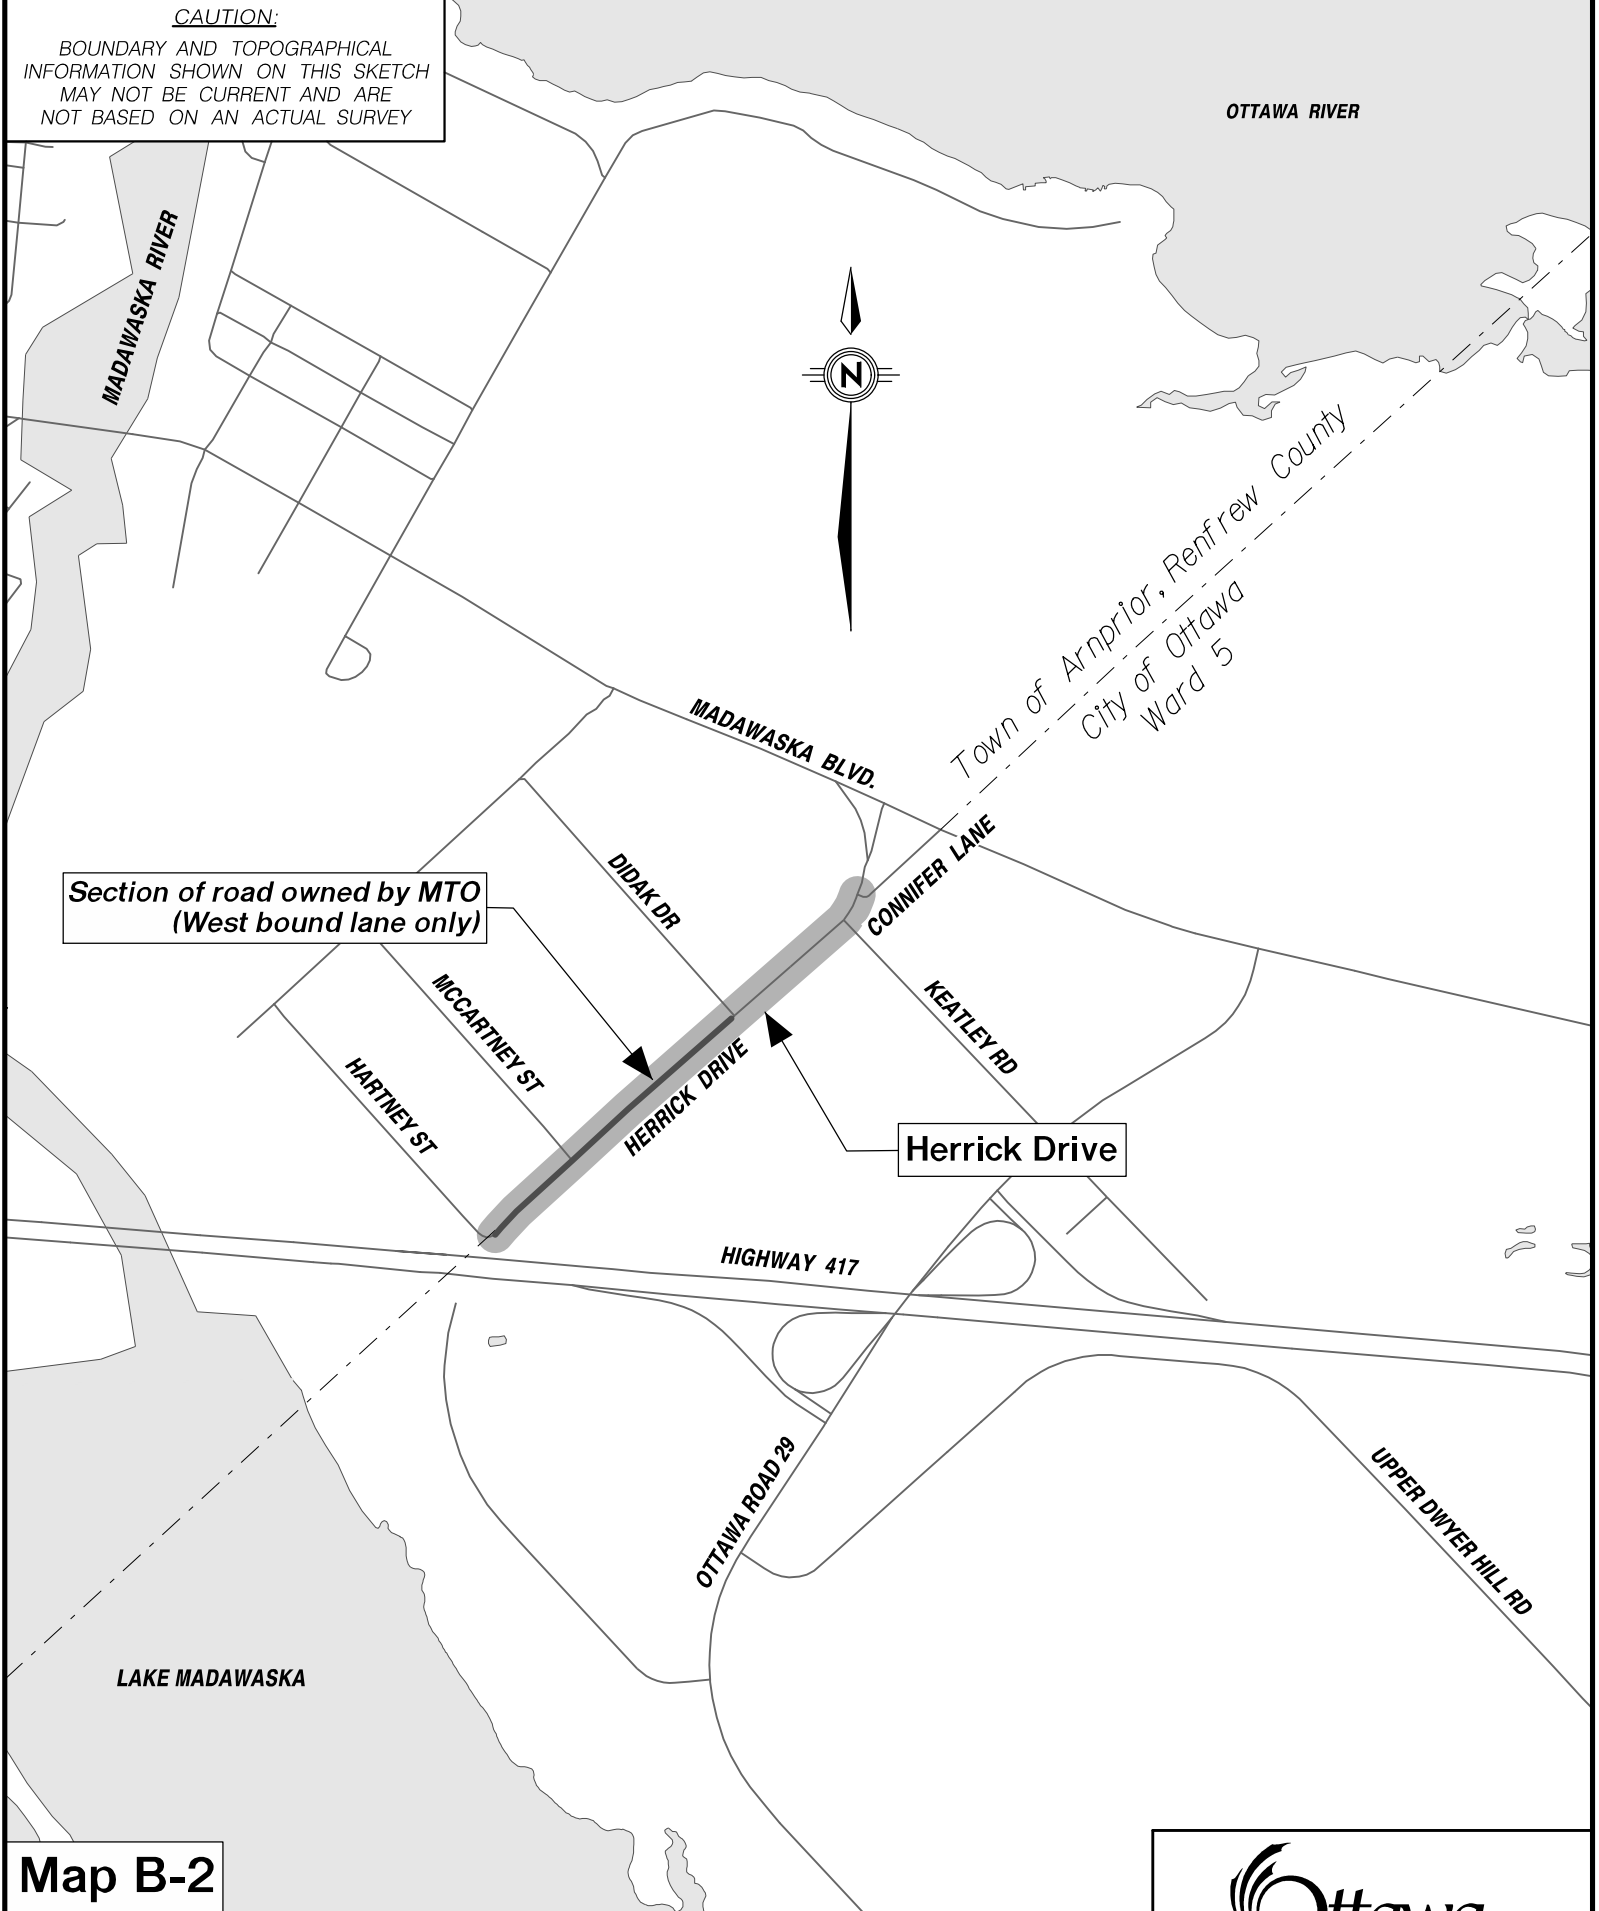 CAUTION:
BOUNDARY AND TOPOGRAPHICAL
INFORMATION SHOWN ON THIS SKETCH
MAY NOT BE CURRENT AND ARE
NOT BASED ON AN ACTUAL SURVEY
OTTAWA RIVER
MADAWASKA RIVER
N
Town of Arnprior, Renfrew County
City of Ottawa
Ward 5
MADAWASKA BLVD.
CONNIFER LANE
DIDAK DR
Section of road owned by MTO
(West bound lane only)
MCCARTNEY ST
KEATLEY RD
HARTNEY ST
HERRICK DRIVE
Herrick Drive
HIGHWAY 417
OTTAWA ROAD 29
UPPER DWYER HILL RD
LAKE MADAWASKA
Map B-2
Ottawa